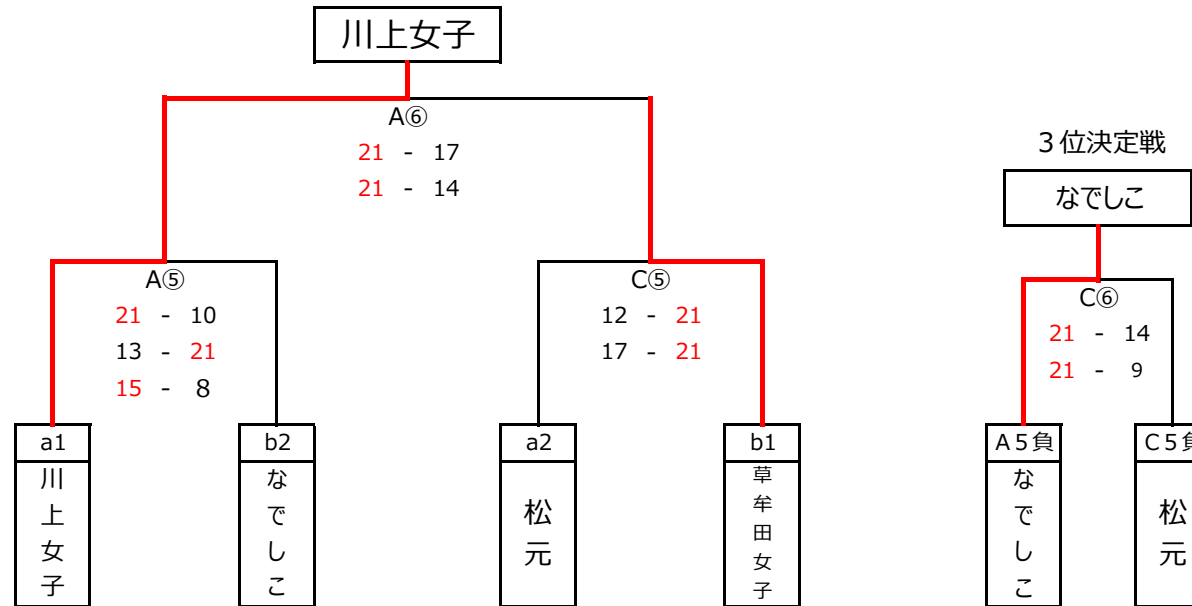 川上女子
A⑥
21 - 17
21 - 14
A⑤
21 - 10
13 - 21
15 - 8
C⑤
12 - 21
17 - 21
a1
川上女子
b2
なでしこ
a2
松元
b1
草牟田女子
３位決定戦
なでしこ
C⑥
21 - 14
21 - 9
A５負
なでしこ
C５負
松元